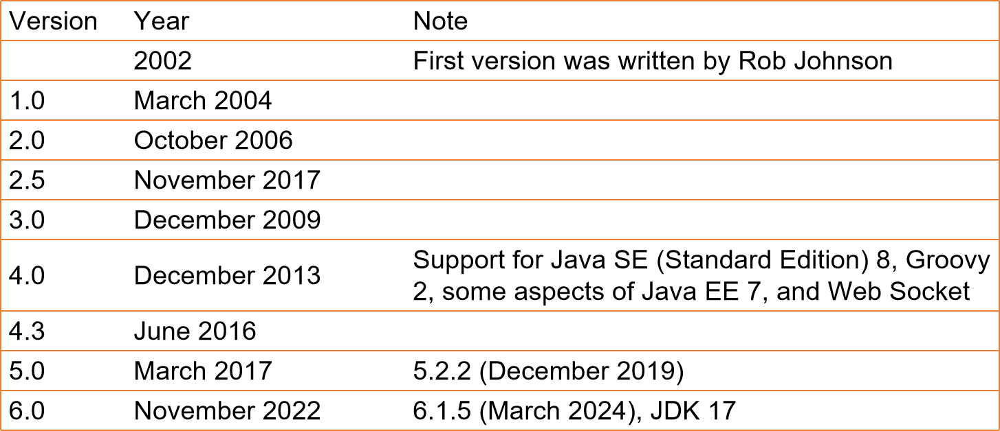 Version Year Note
2002 First version was written by Rob Johnson
1.0 March 2004
2.0 October 2006
2.5 November 2017
3.0 December 2009
4.0 December 2013 Support for Java SE (Standard Edition) 8, Groovy
2, some aspects of Java EE 7, and Web Socket
4.3 June 2016
5.0 March 2017 5.2.2 (December 2019)
6.0 November 2022 6.1.5 (March 2024), JDK 17